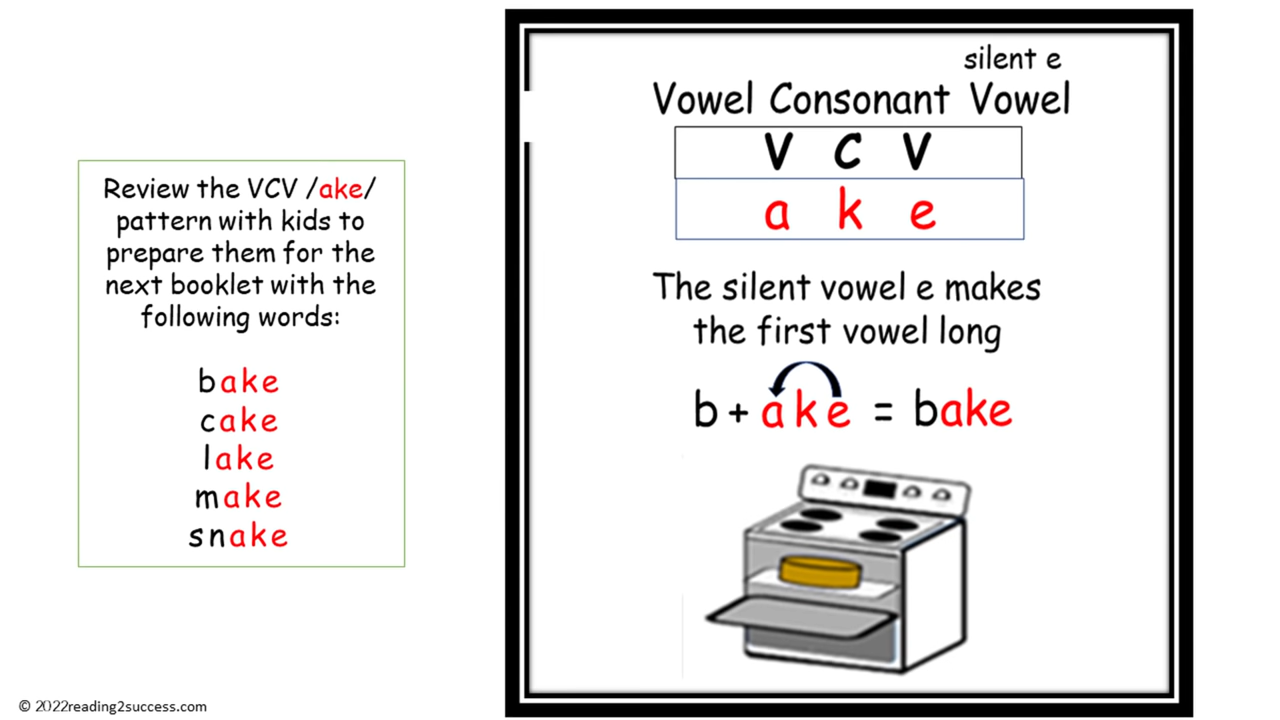 Review the VCV /ake/
pattern with kids to
prepare them for the
next booklet with the
following words:
bake
cake
lake
make
snake
silent e
Vowel Consonant Vowel
V C V
a k e
The silent vowel e makes
the first vowel long
b + a k e = bake
© 2022reading2success.com